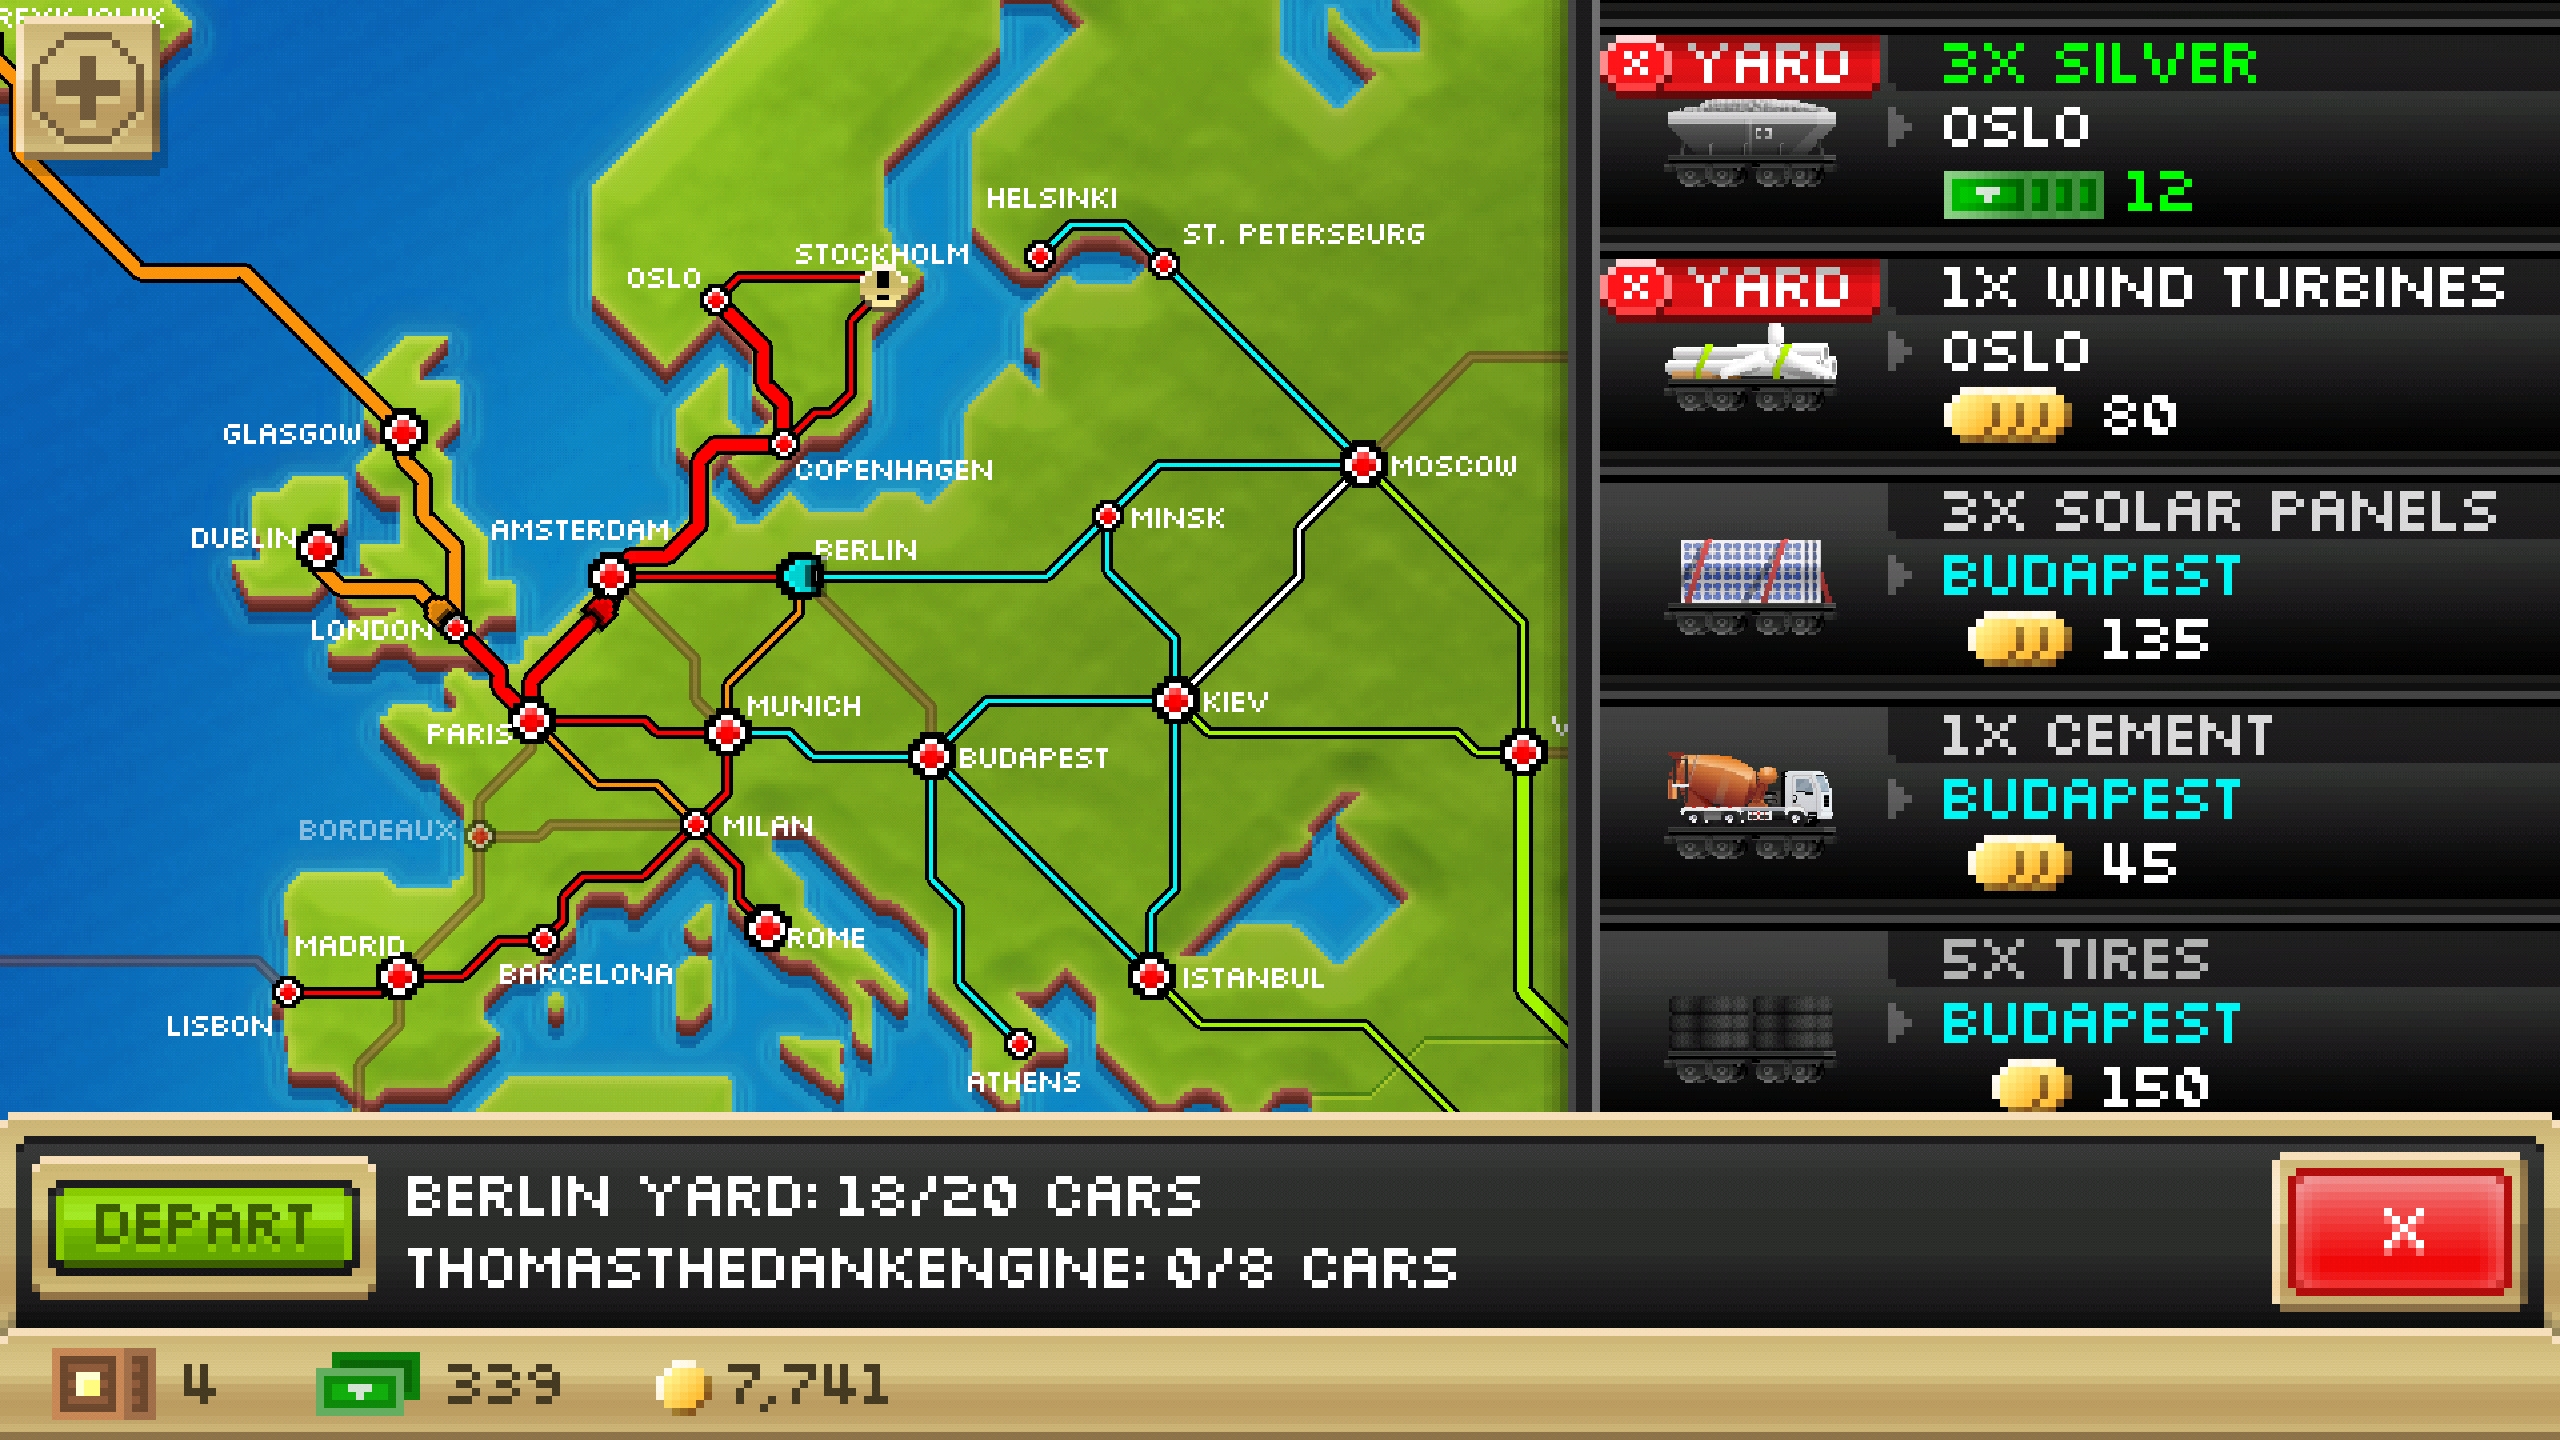 REYKJAVIK
HELSINKI
ST. PETERSBURG
STOCKHOLM
OSLO
GLASGOW
COPENHAGEN
MOSCOW
MINSK
DUBLIN
AMSTERDAM
BERLIN
LONDON
PARIS
MUNICH
KIEV
BUDAPEST
BORDEAUX
MILAN
MADRID
ROME
BARCELONA
ISTANBUL
LISBON
ATHENS
X YARD
3X SILVER
OSLO
12
X YARD
1X WIND TURBINES
OSLO
80
3X SOLAR PANELS
BUDAPEST
135
1X CEMENT
BUDAPEST
45
5X TIRES
BUDAPEST
150
DEPART
BERLIN YARD: 18/20 CARS
THOMASTHEDANKENGINE: 0/8 CARS
X
4
339
7,741